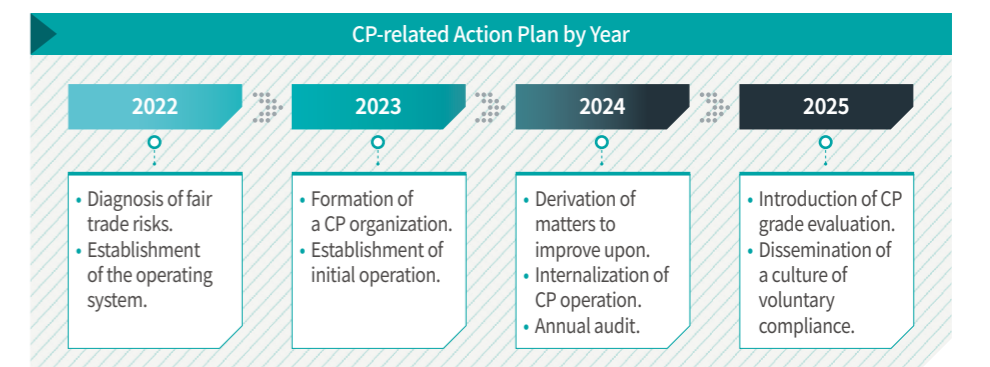 CP-related Action Plan by Year
2022
2023
2024
2025
• Diagnosis of fair
trade risks.
• Establishment
of the operating
system.
• Formation of
a CP organization.
• Establishment of
initial operation.
• Derivation of
matters to
improve upon.
• Internalization of
CP operation.
• Annual audit.
• Introduction of CP
grade evaluation.
• Dissemination of
a culture of
voluntary
compliance.